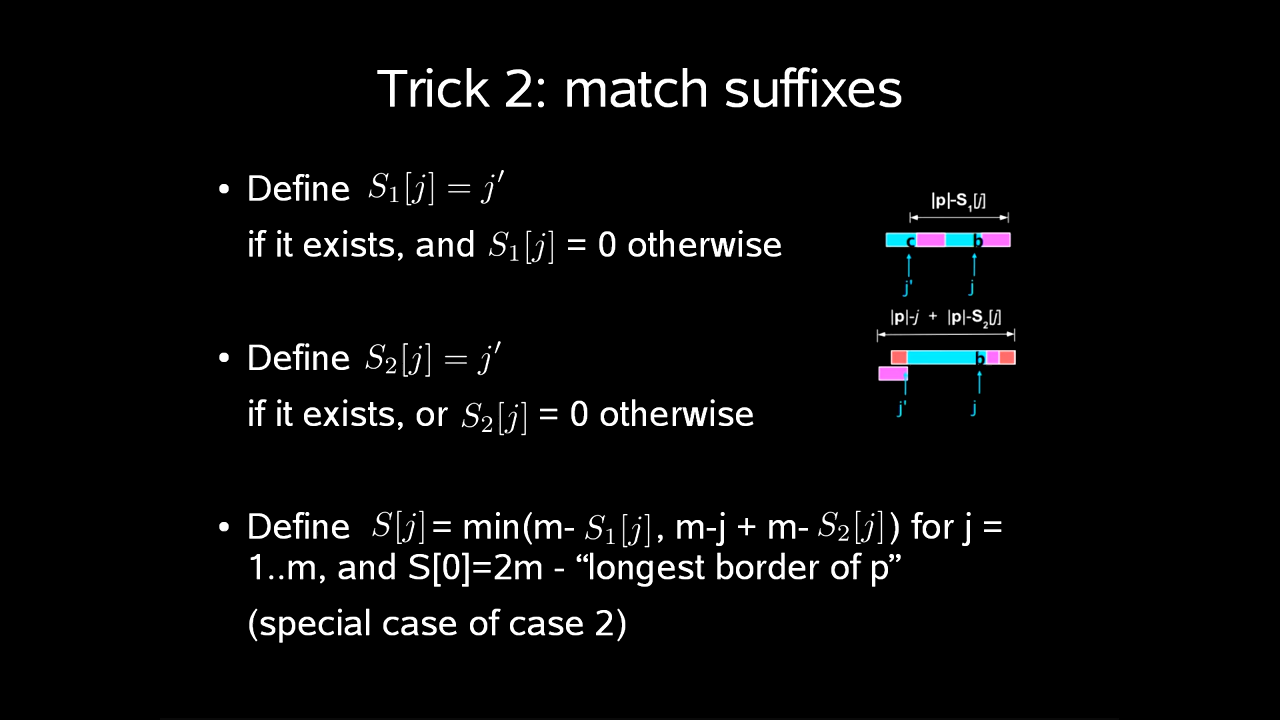 Trick 2: match suffixes
• Define S₁[j] = j′
if it exists, and S₁[j] = 0 otherwise
• Define S₂[j] = j′
if it exists, or S₂[j] = 0 otherwise
• Define S[j] = min(m- S₁[j] , m-j + m- S₂[j] ) for j =
1..m, and S[0]=2m - “longest border of p”
(special case of case 2)
|p|-S₁[j]
c b
j' j
|p|-j + |p|-S₂[j]
b
j' j